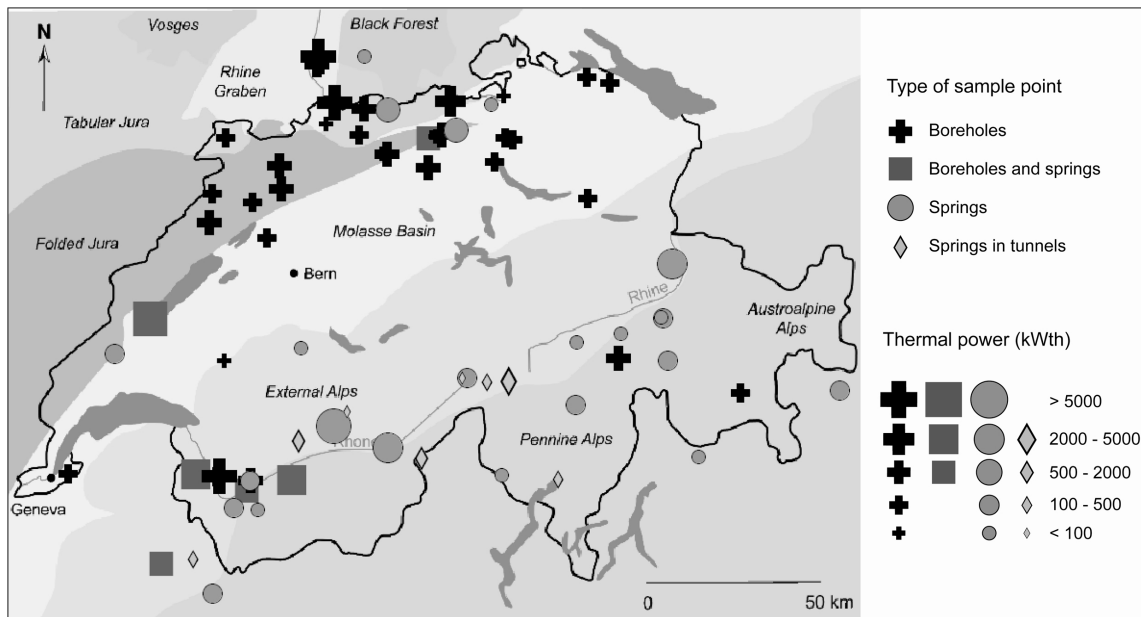 Vosges
Black Forest
N
Rhine
Graben
Tabular Jura
Folded Jura
Molasse Basin
Bern
Rhine
Austroalpine
Alps
External Alps
Rhone
Pennine Alps
Geneva
0 50 km
Type of sample point
Boreholes
Boreholes and springs
Springs
Springs in tunnels
Thermal power (kWth)
> 5000
2000 - 5000
500 - 2000
100 - 500
< 100